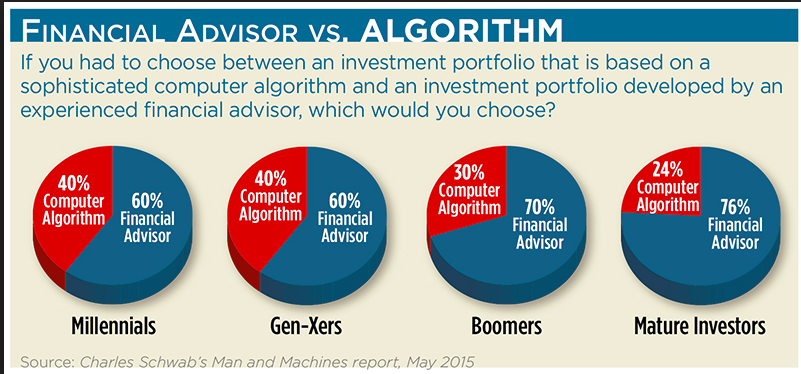 FINANCIAL ADVISOR VS. ALGORITHM
If you had to choose between an investment portfolio that is based on a
sophisticated computer algorithm and an investment portfolio developed by an
experienced financial advisor, which would you choose?
40%
Computer
Algorithm
60%
Financial
Advisor
Millennials
40%
Computer
Algorithm
60%
Financial
Advisor
Gen-Xers
30%
Computer
Algorithm
70%
Financial
Advisor
Boomers
24%
Computer
Algorithm
76%
Financial
Advisor
Mature Investors
Source: Charles Schwab's Man and Machines report, May 2015